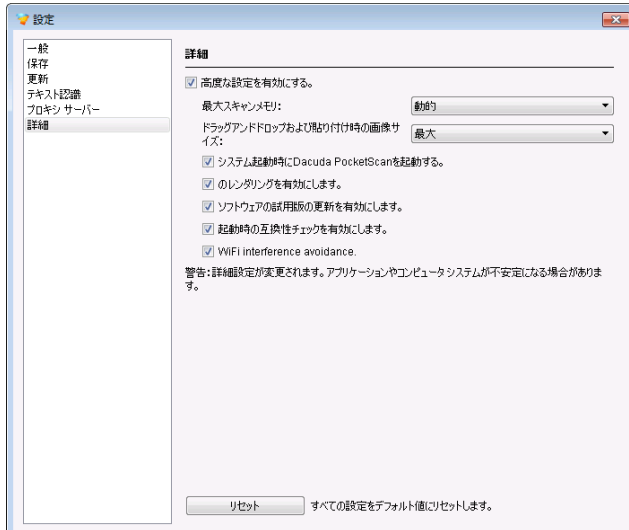 設定
一般
保存
更新
テキスト認識
プロキシ サーバー
詳細
詳細
高度な設定を有効にする。
最大スキャンメモリ:
動的
ドラッグアンドドロップおよび貼り付け時の画像サ
イズ:
最大
システム起動時にDacuda PocketScanを起動する。
のレンダリングを有効にします。
ソフトウェアの試用版の更新を有効にします。
起動時の互換性チェックを有効にします。
WiFi interference avoidance.
警告:詳細設定が変更されます。アプリケーションやコンピュータシステムが不安定になる場合がありま
す。
リセット
すべての設定をデフォルト値にリセットします。